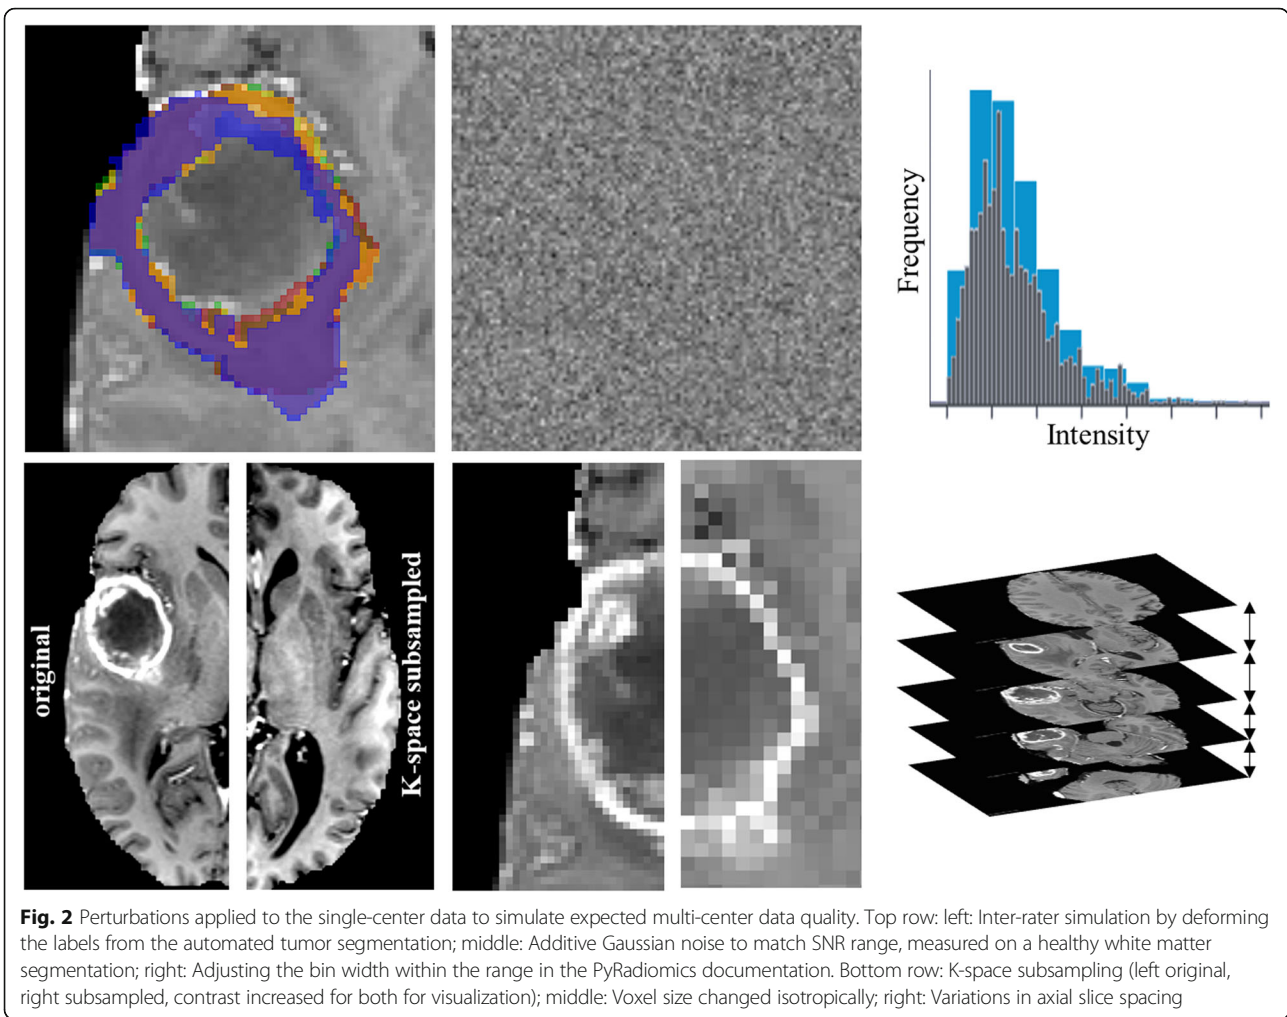 Frequency
Intensity
original
K-space subsampled
Fig. 2 Perturbations applied to the single-center data to simulate expected multi-center data quality. Top row: left: Inter-rater simulation by deforming
the labels from the automated tumor segmentation; middle: Additive Gaussian noise to match SNR range, measured on a healthy white matter
segmentation; right: Adjusting the bin width within the range in the PyRadiomics documentation. Bottom row: K-space subsampling (left original,
right subsampled, contrast increased for both for visualization); middle: Voxel size changed isotropically; right: Variations in axial slice spacing